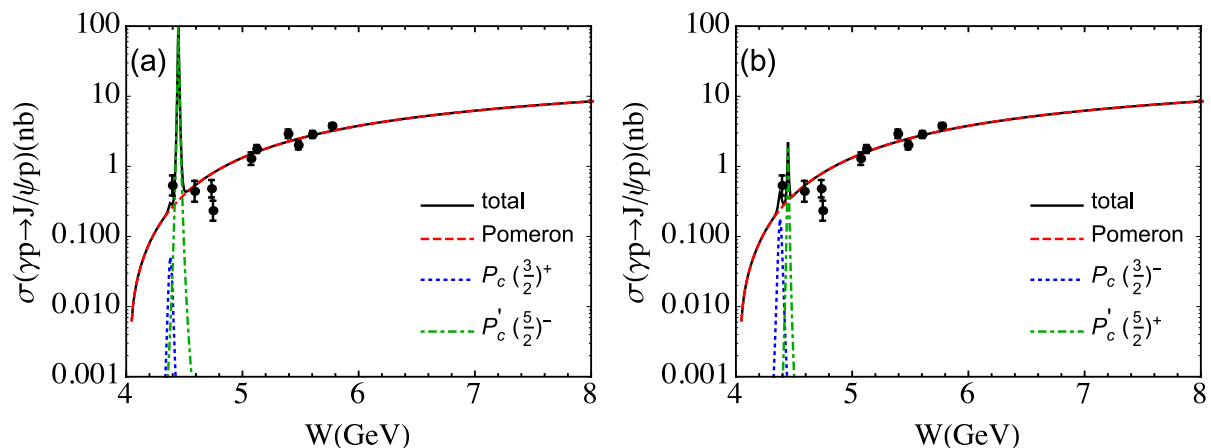 (a)
σ(γp→J/ψp)(nb)
100
10
1
0.100
0.010
0.001
total
Pomeron
P_c (3/2)^+
P_c' (5/2)^-
4 5 6 7 8
W(GeV)
(b)
σ(γp→J/ψp)(nb)
100
10
1
0.100
0.010
0.001
total
Pomeron
P_c (3/2)^-
P_c' (5/2)^+
4 5 6 7 8
W(GeV)